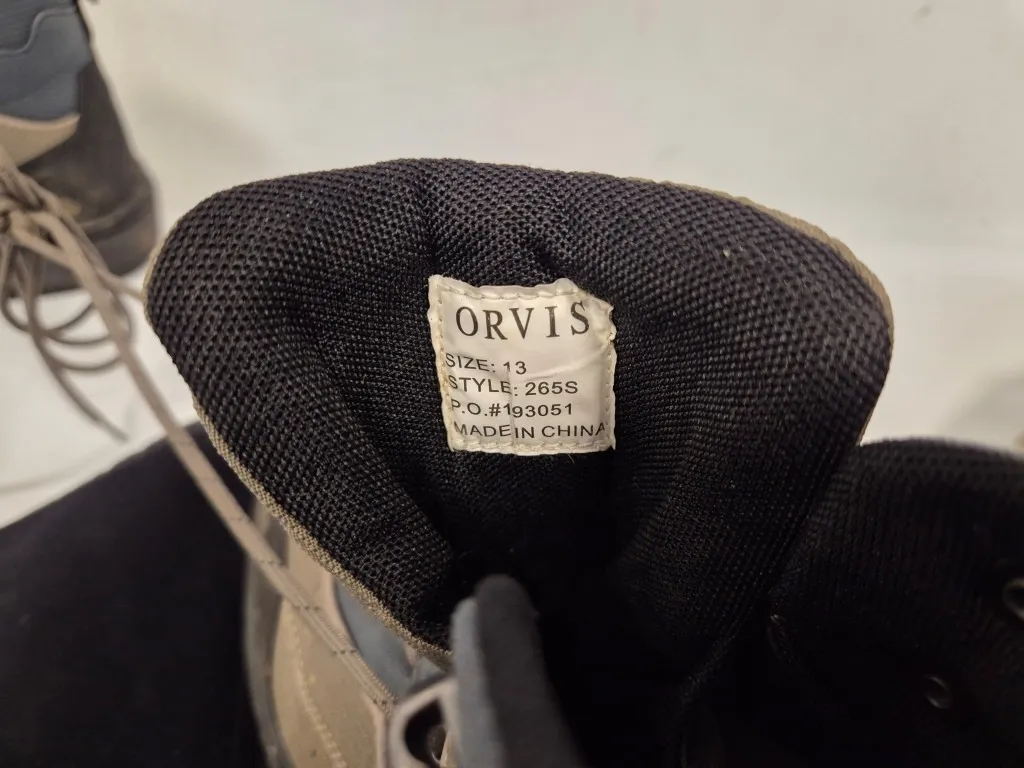 ORVIS
SIZE: 13
STYLE: 265S
P.O.#193051
MADE IN CHINA